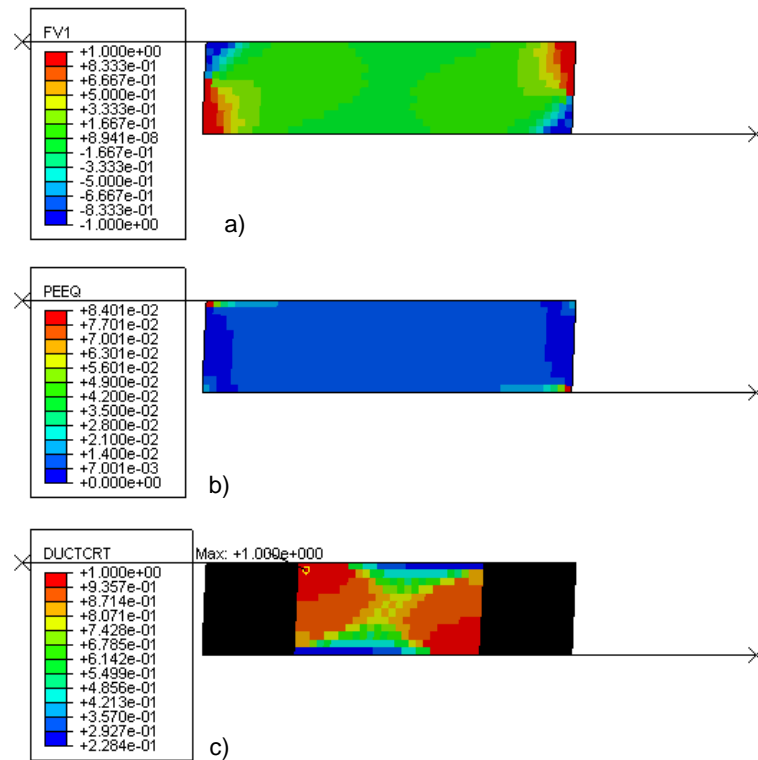 FV1
+1.000e+00
+8.333e-01
+6.667e-01
+5.000e-01
+3.333e-01
+1.667e-01
+8.941e-08
-1.667e-01
-3.333e-01
-5.000e-01
-6.667e-01
-8.333e-01
-1.000e+00
a)
PEEQ
+8.401e-02
+7.701e-02
+7.001e-02
+6.301e-02
+5.601e-02
+4.900e-02
+4.200e-02
+3.500e-02
+2.800e-02
+2.100e-02
+1.400e-02
+7.001e-03
+0.000e+00
b)
DUCTCRT
Max: +1.000e+000
+1.000e+00
+9.357e-01
+8.714e-01
+8.071e-01
+7.428e-01
+6.785e-01
+6.142e-01
+5.499e-01
+4.856e-01
+4.213e-01
+3.570e-01
+2.927e-01
+2.284e-01
c)